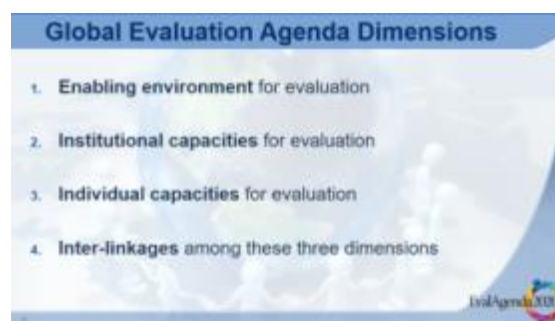 Global Evaluation Agenda Dimensions
1. Enabling environment for evaluation
2. Institutional capacities for evaluation
3. Individual capacities for evaluation
4. Inter-linkages among these three dimensions
EvalAgenda2020